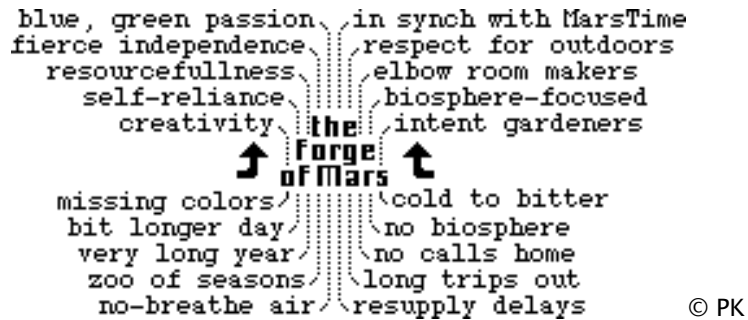 blue, green passion in synch with MarsTime
fierce independence respect for outdoors
resourcefullness elbow room makers
self-reliance biosphere-focused
creativity the intent gardeners
Forge
of Mars
missing colors cold to bitter
bit longer day no biosphere
very long year no calls home
zoo of seasons long trips out
no-breathe air resupply delays © PK